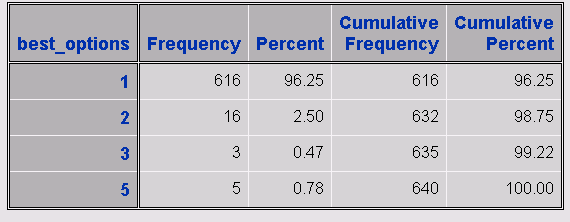 best_options Frequency Percent Cumulative Frequency Cumulative Percent
1 616 96.25 616 96.25
2 16 2.50 632 98.75
3 3 0.47 635 99.22
5 5 0.78 640 100.00